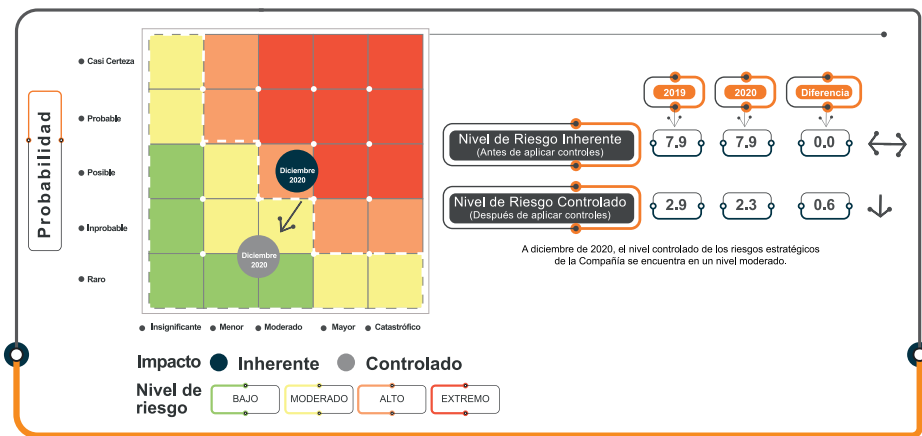 Probabilidad
Casi Certeza
Probable
Posible
Inprobable
Raro
Diciembre
2020
Diciembre
2020
Insignificante
Menor
Moderado
Mayor
Catastrófico
Impacto
Inherente
Controlado
Nivel de
riesgo
BAJO
MODERADO
ALTO
EXTREMO
2019
2020
Diferencia
Nivel de Riesgo Inherente
(Antes de aplicar controles)
7.9
7.9
0.0
Nivel de Riesgo Controlado
(Después de aplicar controles)
2.9
2.3
0.6
A diciembre de 2020, el nivel controlado de los riesgos estratégicos
de la Compañía se encuentra en un nivel moderado.